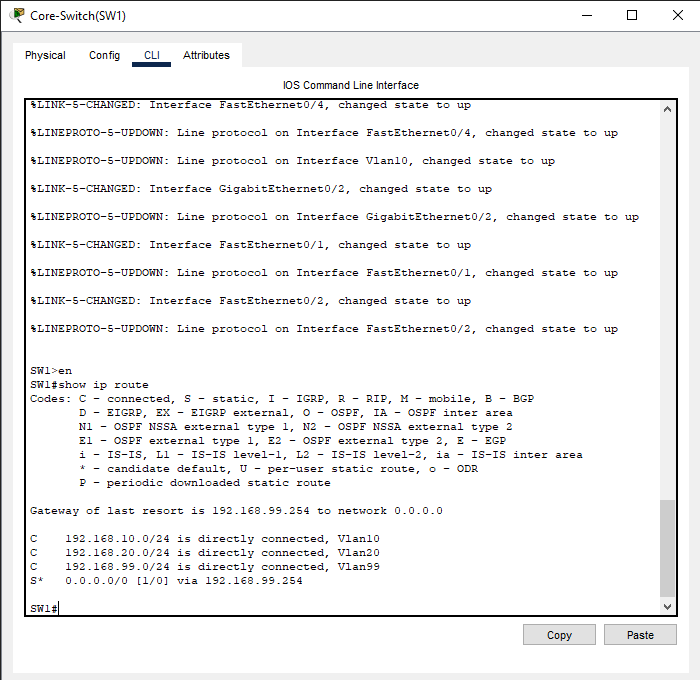 Core-Switch(SW1)
Physical Config CLI Attributes
IOS Command Line Interface
%LINK-5-CHANGED: Interface FastEthernet0/4, changed state to up
%LINEPROTO-5-UPDOWN: Line protocol on Interface FastEthernet0/4, changed state to up
%LINEPROTO-5-UPDOWN: Line protocol on Interface Vlan10, changed state to up
%LINK-5-CHANGED: Interface GigabitEthernet0/2, changed state to up
%LINEPROTO-5-UPDOWN: Line protocol on Interface GigabitEthernet0/2, changed state to up
%LINK-5-CHANGED: Interface FastEthernet0/1, changed state to up
%LINEPROTO-5-UPDOWN: Line protocol on Interface FastEthernet0/1, changed state to up
%LINK-5-CHANGED: Interface FastEthernet0/2, changed state to up
%LINEPROTO-5-UPDOWN: Line protocol on Interface FastEthernet0/2, changed state to up
SW1>en
SW1#show ip route
Codes: C - connected, S - static, I - IGRP, R - RIP, M - mobile, B - BGP
D - EIGRP, EX - EIGRP external, O - OSPF, IA - OSPF inter area
N1 - OSPF NSSA external type 1, N2 - OSPF NSSA external type 2
E1 - OSPF external type 1, E2 - OSPF external type 2, E - EGP
i - IS-IS, L1 - IS-IS level-1, L2 - IS-IS level-2, ia - IS-IS inter area
* - candidate default, U - per-user static route, o - ODR
P - periodic downloaded static route
Gateway of last resort is 192.168.99.254 to network 0.0.0.0
C 192.168.10.0/24 is directly connected, Vlan10
C 192.168.20.0/24 is directly connected, Vlan20
C 192.168.99.0/24 is directly connected, Vlan99
S* 0.0.0.0/0 [1/0] via 192.168.99.254
SW1#
Copy Paste